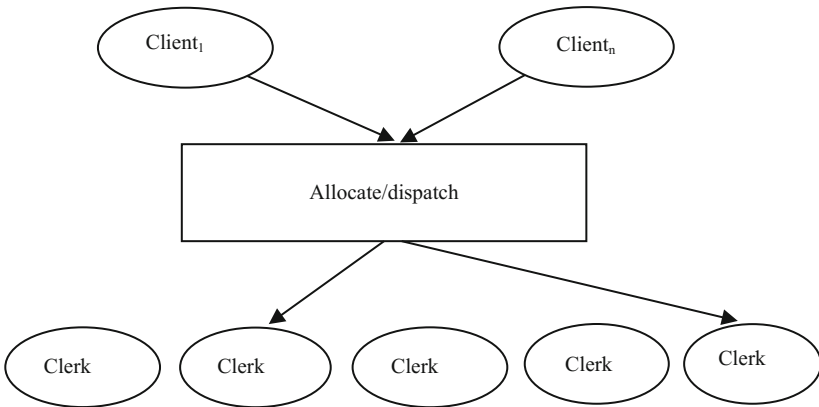 Client₁
Clientₙ
Allocate/dispatch
Clerk
Clerk
Clerk
Clerk
Clerk